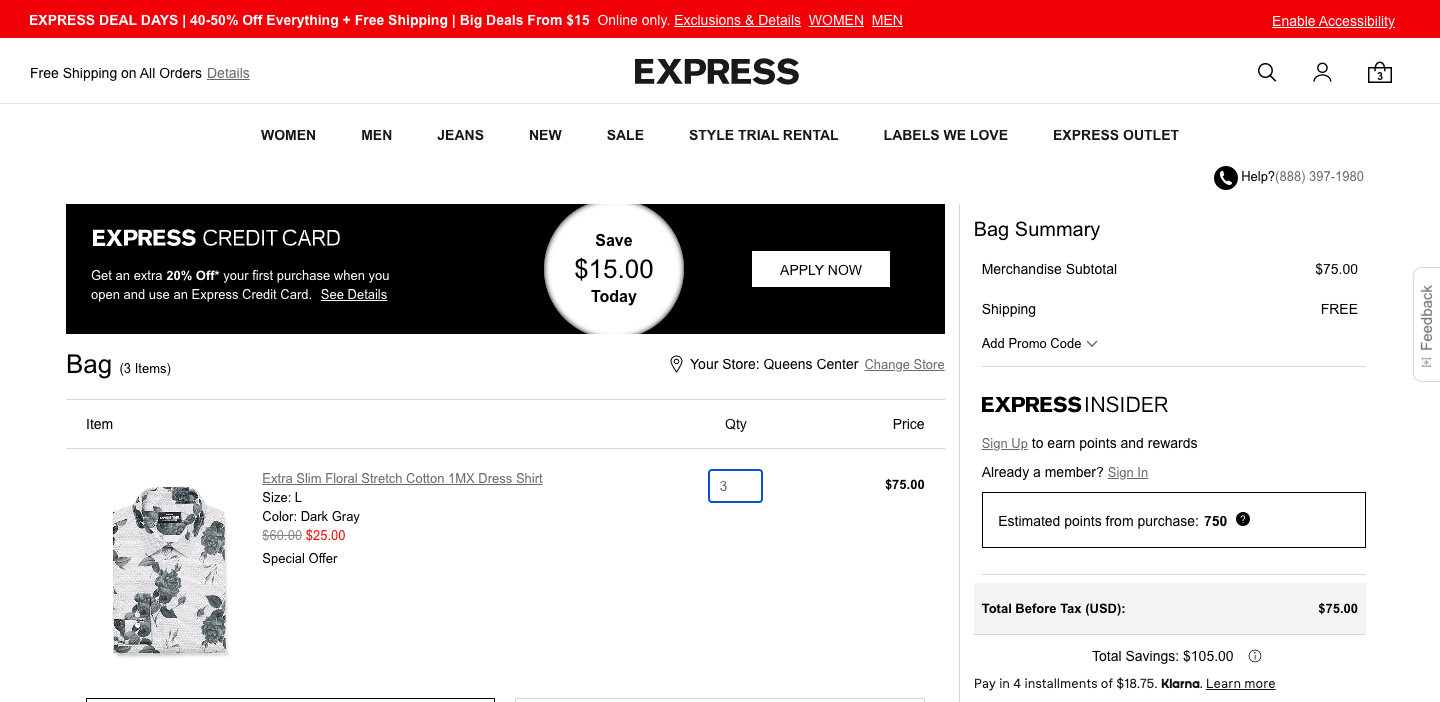 EXPRESS DEAL DAYS | 40-50% Off Everything + Free Shipping | Big Deals From $15 Online only. Exclusions & Details WOMEN MEN
Enable Accessibility
Free Shipping on All Orders Details
EXPRESS
3
WOMEN MEN JEANS NEW SALE STYLE TRIAL RENTAL LABELS WE LOVE EXPRESS OUTLET
Help?(888) 397-1980
EXPRESS CREDIT CARD
Get an extra 20% Off* your first purchase when you
open and use an Express Credit Card. See Details
Save
$15.00
Today
APPLY NOW
Bag (3 Items)
Your Store: Queens Center Change Store
Item Qty Price
Extra Slim Floral Stretch Cotton 1MX Dress Shirt
Size: L
Color: Dark Gray
$60.00 $25.00
Special Offer
3
$75.00
Bag Summary
Merchandise Subtotal $75.00
Shipping FREE
Add Promo Code
EXPRESS INSIDER
Sign Up to earn points and rewards
Already a member? Sign In
Estimated points from purchase: 750 ?
Total Before Tax (USD): $75.00
Total Savings: $105.00
Pay in 4 installments of $18.75. Klarna. Learn more
Feedback